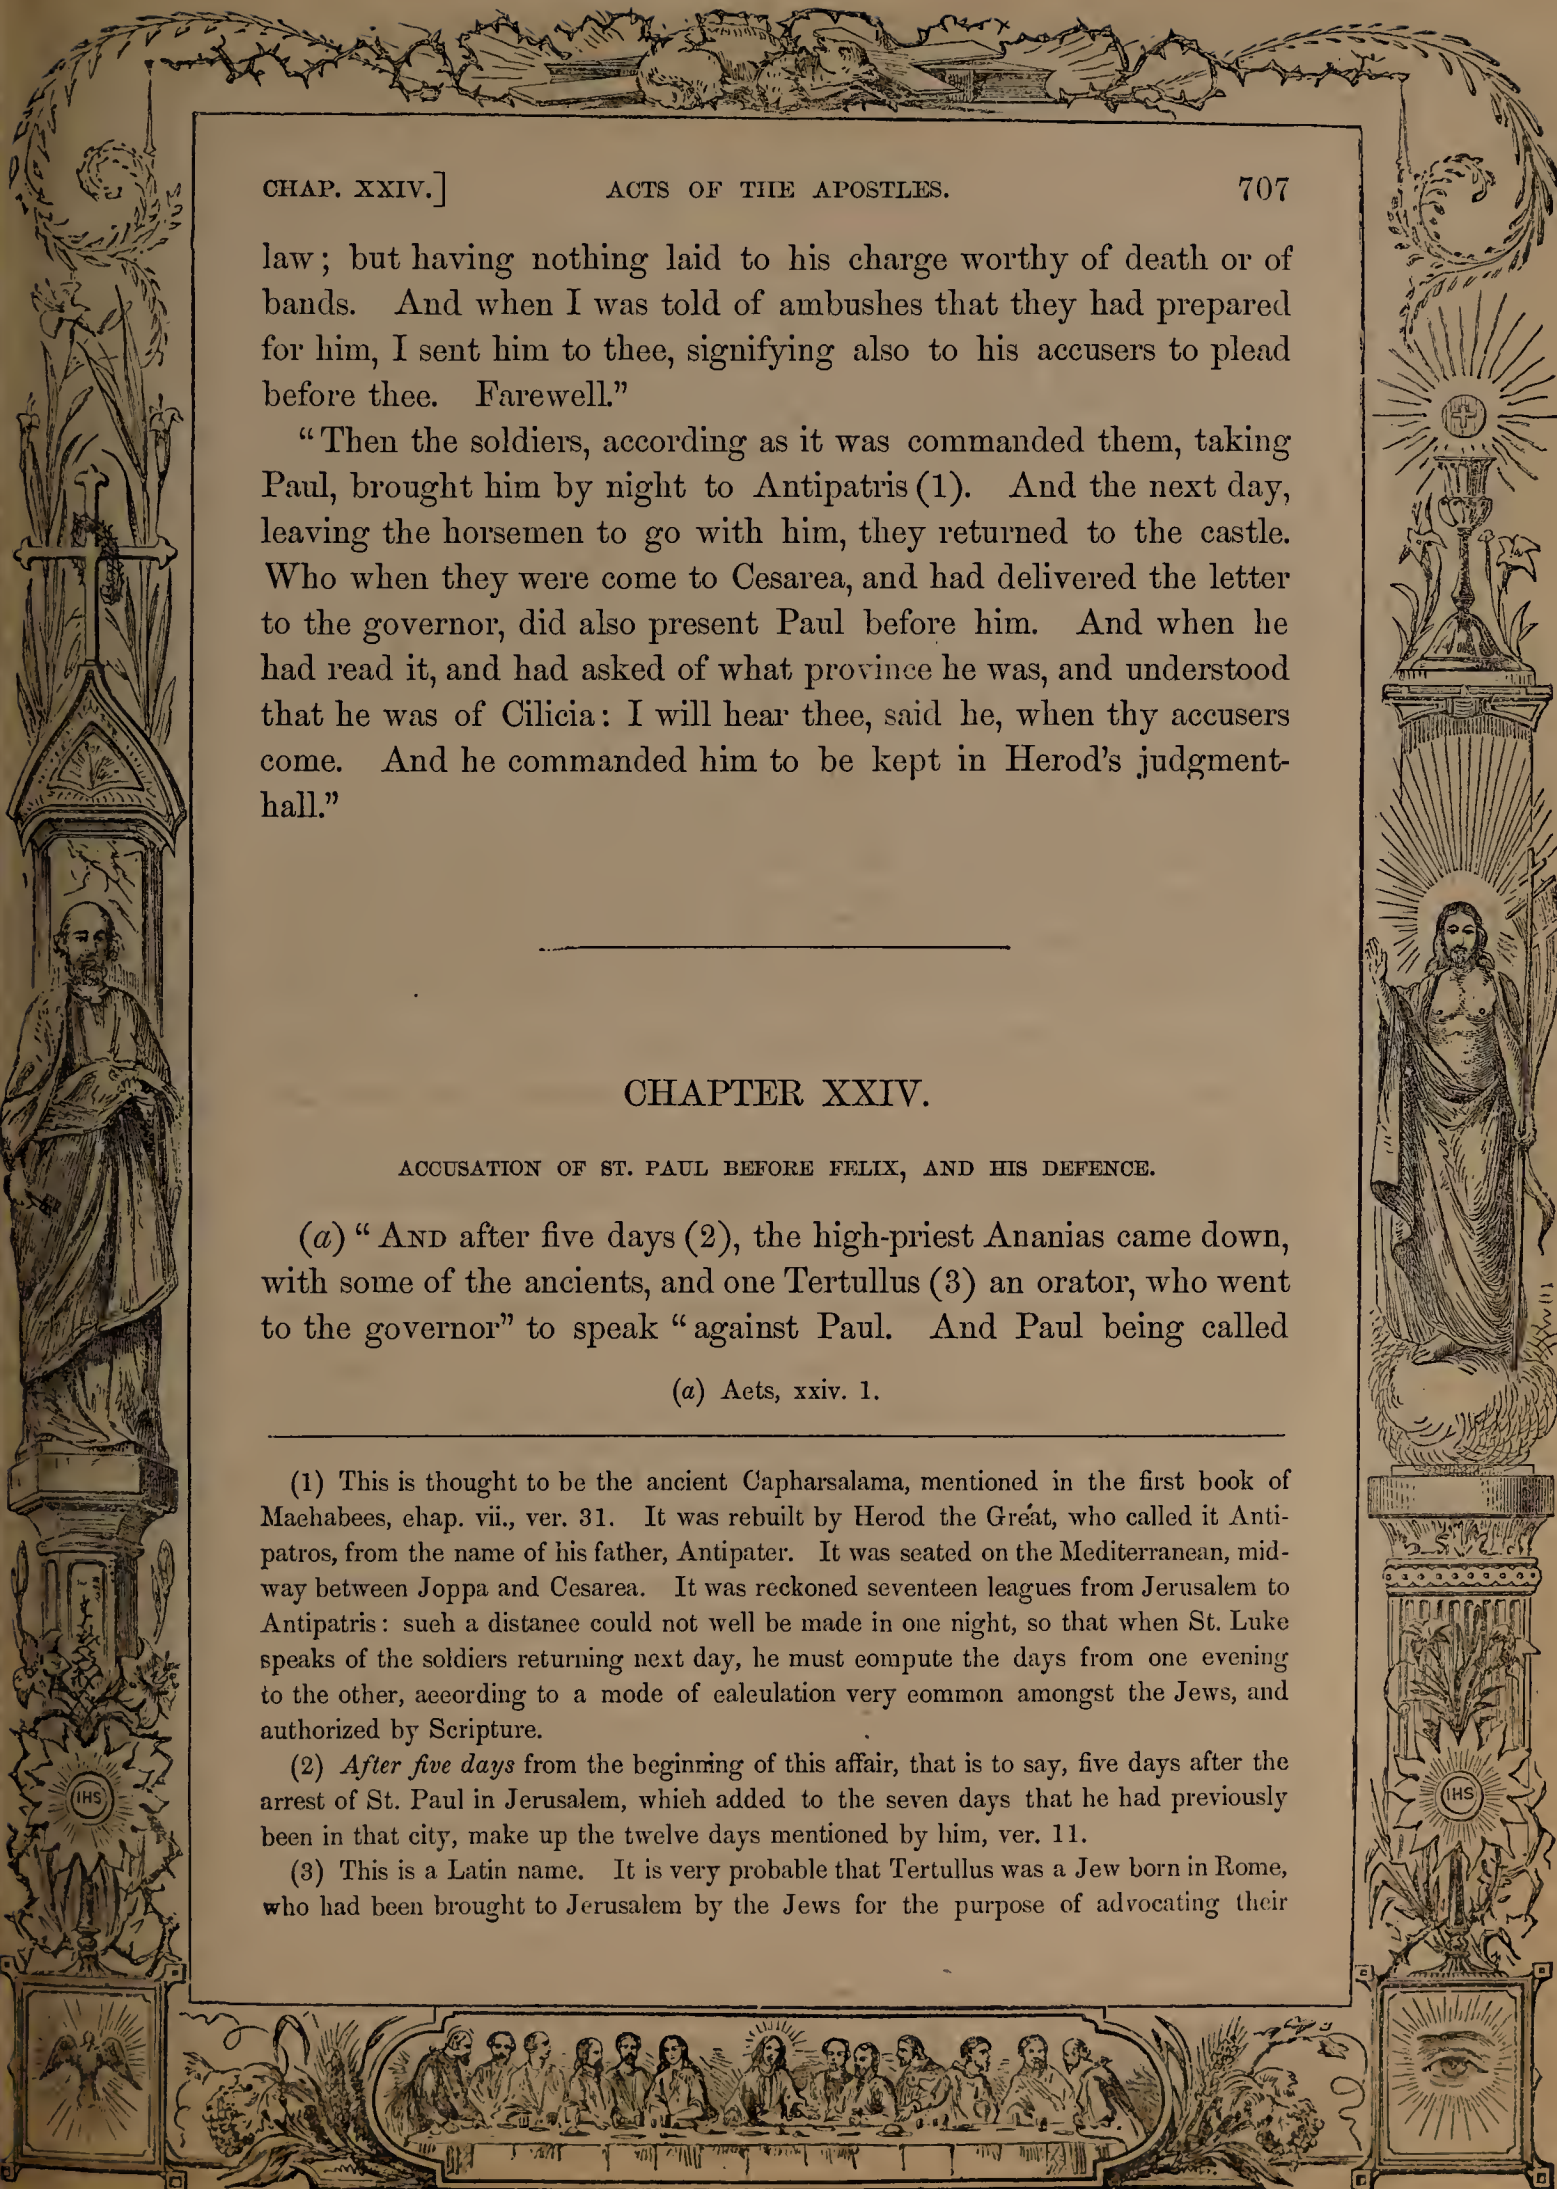 CHAP. XXIV.] ACTS OF THE APOSTLES. 707
law; but having nothing laid to his charge worthy of death or of
bands. And when I was told of ambushes that they had prepared
for him, I sent him to thee, signifying also to his accusers to plead
before thee. Farewell.”
“Then the soldiers, according as it was commanded them, taking
Paul, brought him by night to Antipatris (1). And the next day,
leaving the horsemen to go with him, they returned to the castle.
Who when they were come to Cesarea, and had delivered the letter
to the governor, did also present Paul before him. And when he
had read it, and had asked of what province he was, and understood
that he was of Cilicia: I will hear thee, said he, when thy accusers
come. And he commanded him to be kept in Herod’s judgment-
hall.”
CHAPTER XXIV.
ACCUSATION OF ST. PAUL BEFORE FELIX, AND HIS DEFENCE.
(a) “AND after five days (2), the high-priest Ananias came down,
with some of the ancients, and one Tertullus (3) an orator, who went
to the governor” to speak “against Paul. And Paul being called
(a) Acts, xxiv. 1.
(1) This is thought to be the ancient Capharsalama, mentioned in the first book of
Machabees, chap. vii., ver. 31. It was rebuilt by Herod the Great, who called it Anti-
patros, from the name of his father, Antipater. It was seated on the Mediterranean, mid-
way between Joppa and Cesarea. It was reckoned seventeen leagues from Jerusalem to
Antipatris: such a distance could not well be made in one night, so that when St. Luke
speaks of the soldiers returning next day, he must compute the days from one evening
to the other, according to a mode of calculation very common amongst the Jews, and
authorized by Scripture.
(2) After five days from the beginning of this affair, that is to say, five days after the
arrest of St. Paul in Jerusalem, which added to the seven days that he had previously
been in that city, make up the twelve days mentioned by him, ver. 11.
(3) This is a Latin name. It is very probable that Tertullus was a Jew born in Rome,
who had been brought to Jerusalem by the Jews for the purpose of advocating their
IHS
IHS